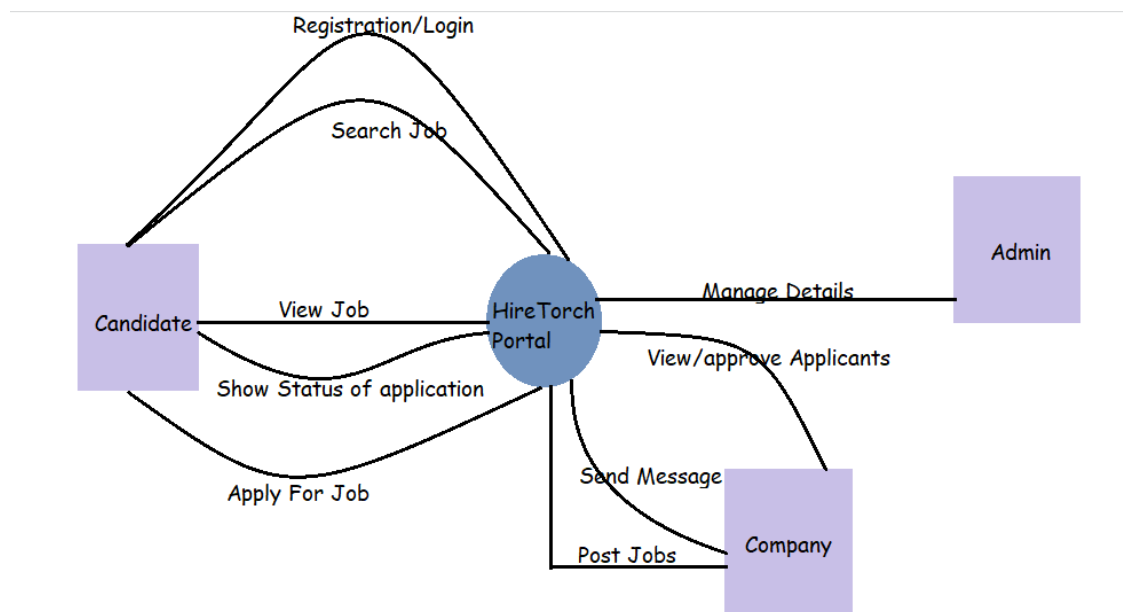 Registration/Login
Search Job
Admin
Manage Details
View Job
HireTorch
Portal
Candidate
View/approve Applicants
Show Status of application
Send Message
Apply For Job
Company
Post Jobs